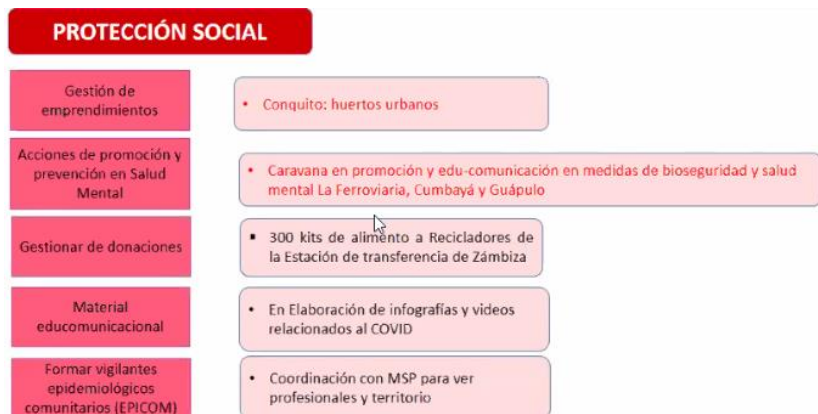 PROTECCIÓN SOCIAL
Gestión de
emprendimientos
• Conquito: huertos urbanos
Acciones de promoción y
prevención en Salud
Mental
• Caravana en promoción y edu-comunicación en medidas de bioseguridad y salud
mental La Ferroviaria, Cumbayá y Guápulo
Gestionar de donaciones
▪ 300 kits de alimento a Recicladores de
la Estación de transferencia de Zámbiza
Material
educomunicacional
• En Elaboración de infografías y videos
relacionados al COVID
Formar vigilantes
epidemiológicos
comunitarios (EPICOM)
• Coordinación con MSP para ver
profesionales y territorio